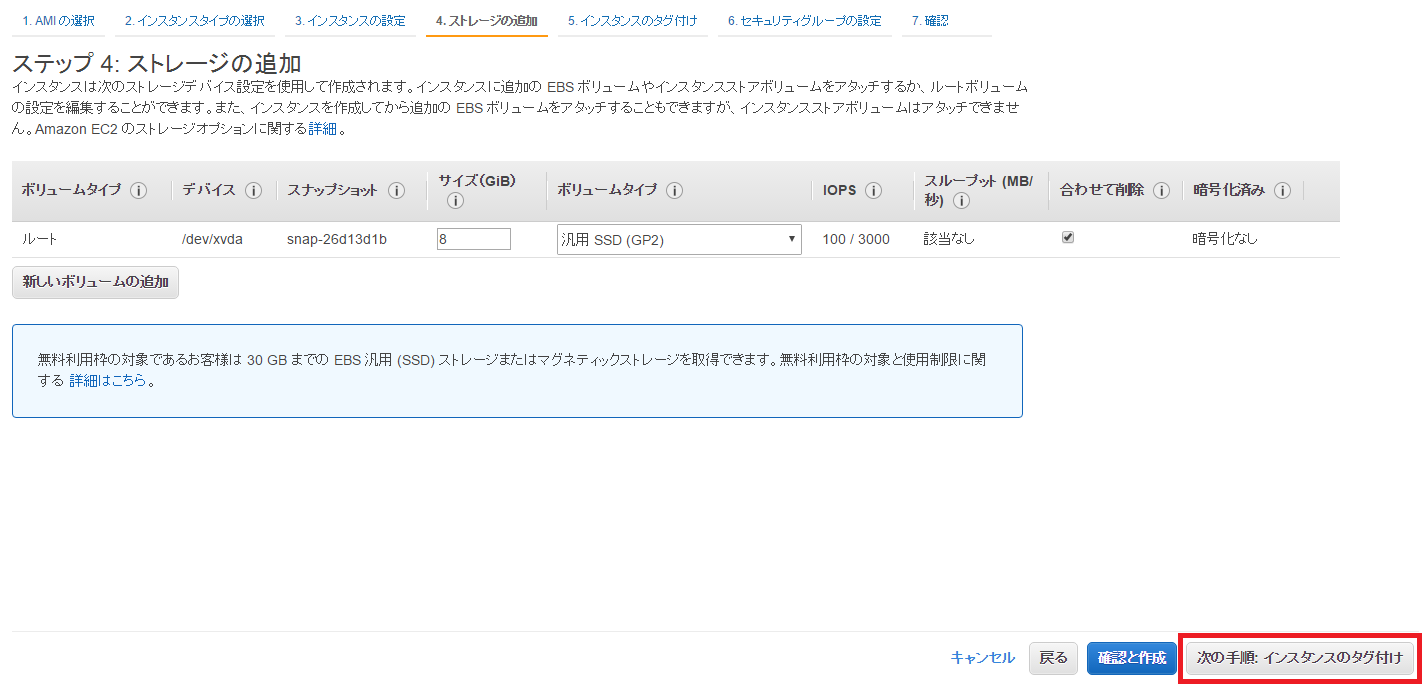 1. AMI の選択 2. インスタンスタイプの選択 3. インスタンスの設定 4. ストレージの追加 5. インスタンスのタグ付け 6. セキュリティグループの設定 7. 確認
ステップ 4: ストレージの追加
インスタンスは次のストレージデバイス設定を使用して作成されます。インスタンスに追加の EBS ボリュームやインスタンスストアボリュームをアタッチするか、ルートボリューム
の設定を編集することができます。また、インスタンスを作成してから追加の EBS ボリュームをアタッチすることもできますが、インスタンスストアボリュームはアタッチできませ
ん。Amazon EC2 のストレージオプションに関する詳細。
ボリュームタイプ デバイス スナップショット サイズ(GiB) ボリュームタイプ IOPS スループット (MB/
秒) 合わせて削除 暗号化済み
ルート /dev/xvda snap-26d13d1b 8 汎用 SSD (GP2) 100 / 3000 該当なし 暗号化なし
新しいボリュームの追加
無料利用枠の対象であるお客様は 30 GB までの EBS 汎用 (SSD) ストレージまたはマグネティックストレージを取得できます。無料利用枠の対象と使用制限に関
する 詳細はこちら。
キャンセル 戻る 確認と作成 次の手順: インスタンスのタグ付け